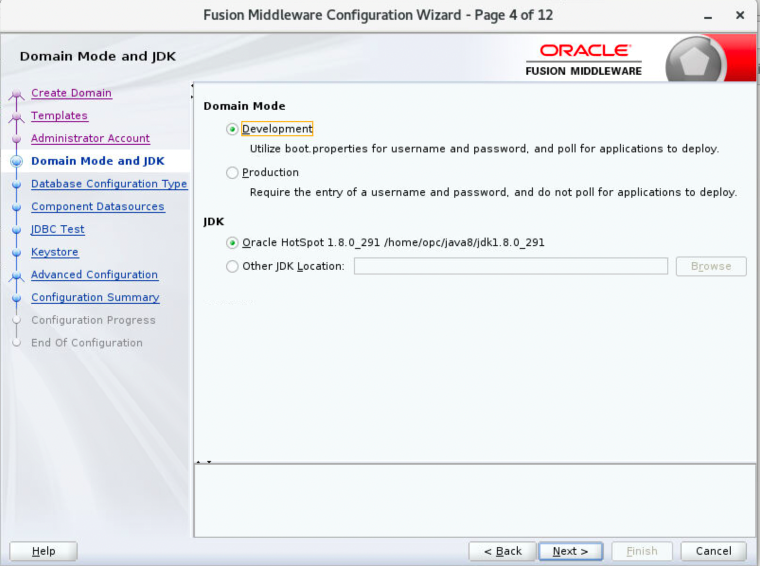 Fusion Middleware Configuration Wizard - Page 4 of 12
Domain Mode and JDK
ORACLE
FUSION MIDDLEWARE
Create Domain
Templates
Administrator Account
Domain Mode and JDK
Database Configuration Type
Component Datasources
JDBC Test
Keystore
Advanced Configuration
Configuration Summary
Configuration Progress
End Of Configuration
Domain Mode
Development
Utilize boot.properties for username and password, and poll for applications to deploy.
Production
Require the entry of a username and password, and do not poll for applications to deploy.
JDK
Oracle HotSpot 1.8.0_291 /home/opc/java8/jdk1.8.0_291
Other JDK Location:
Browse
Help
< Back
Next >
Finish
Cancel